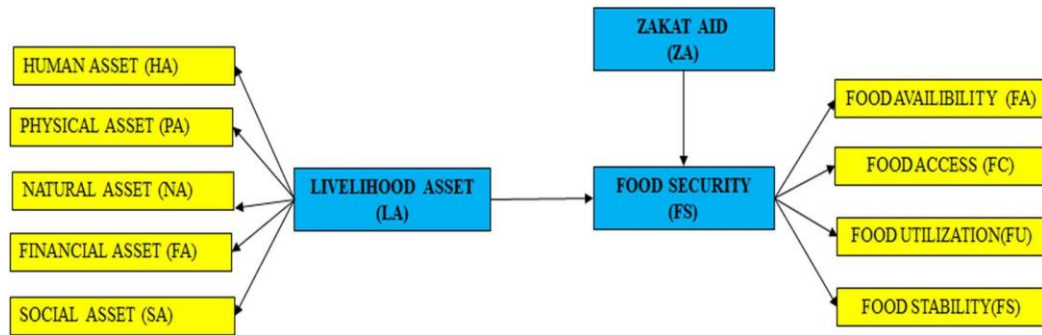 HUMAN ASSET (HA)
PHYSICAL ASSET (PA)
NATURAL ASSET (NA)
FINANCIAL ASSET (FA)
SOCIAL ASSET (SA)
LIVELIHOOD ASSET
(LA)
ZAKAT AID
(ZA)
FOOD SECURITY
(FS)
FOOD AVAILIBILITY (FA)
FOOD ACCESS (FC)
FOOD UTILIZATION(FU)
FOOD STABILITY(FS)